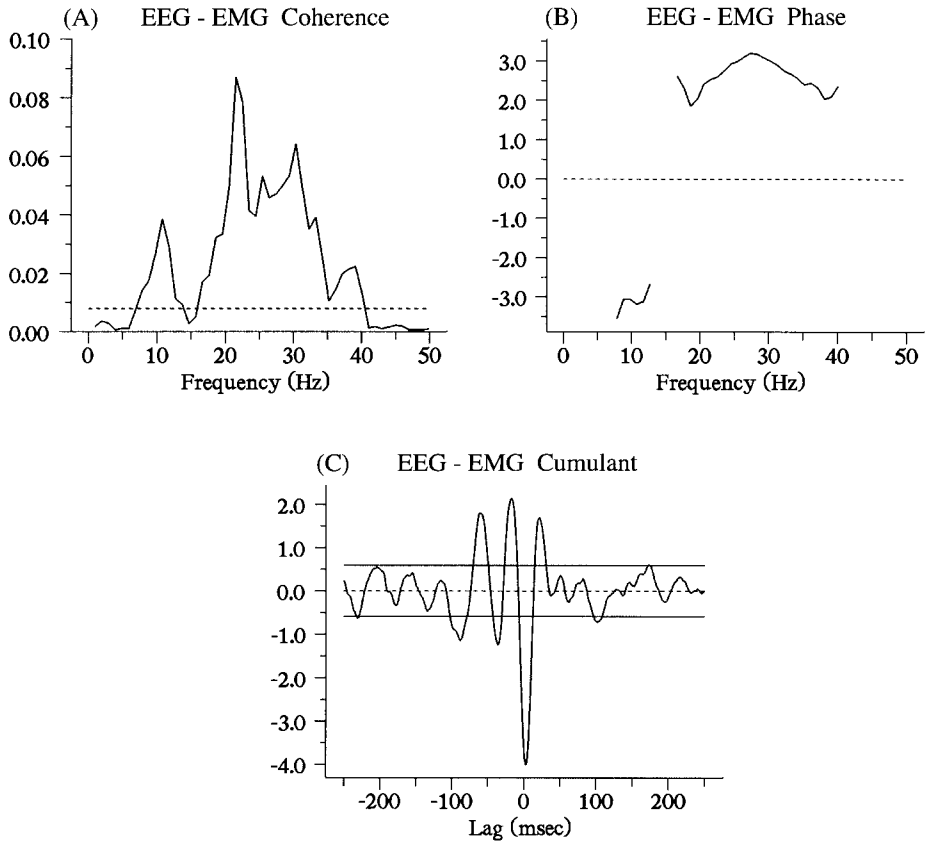 (A) EEG - EMG Coherence
0.10
0.08
0.06
0.04
0.02
0.00
0 10 20 30 40 50
Frequency (Hz)
(B) EEG - EMG Phase
3.0
2.0
1.0
0.0
-1.0
-2.0
-3.0
0 10 20 30 40 50
Frequency (Hz)
(C) EEG - EMG Cumulant
2.0
1.0
0.0
-1.0
-2.0
-3.0
-4.0
-200 -100 0 100 200
Lag (msec)